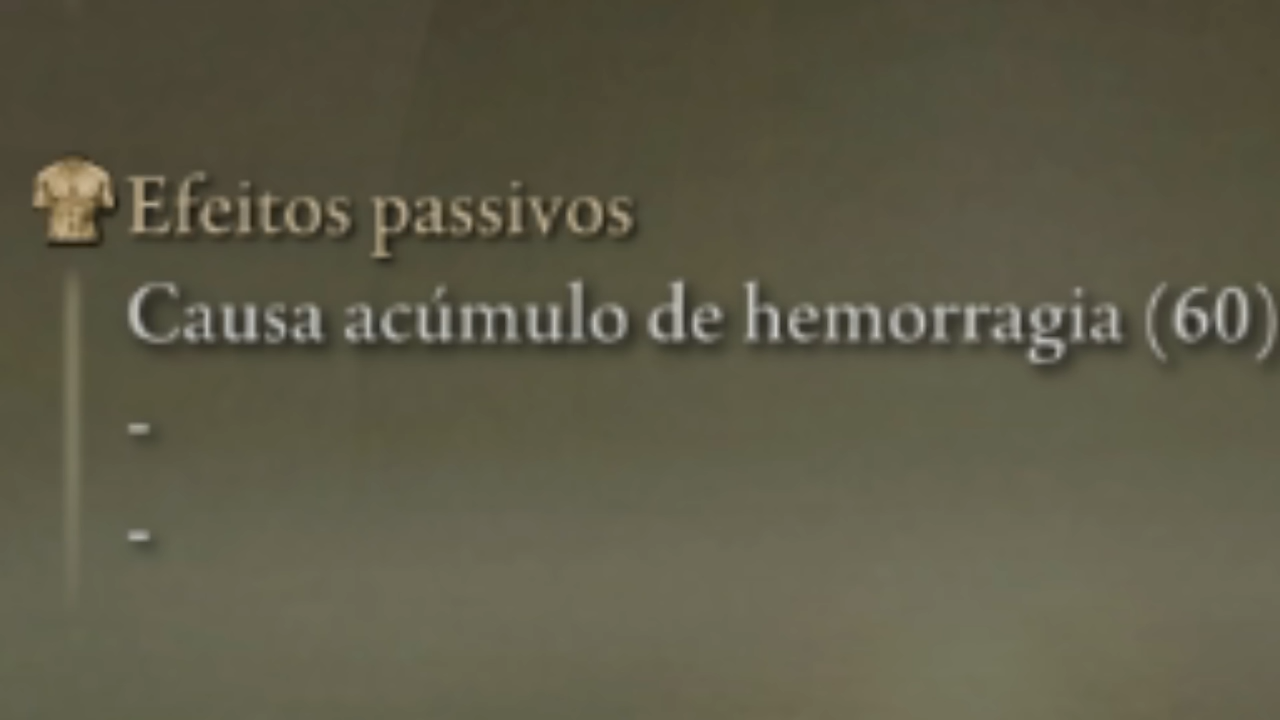 Efeitos passivos
Causa acúmulo de hemorragia (60)
-
-